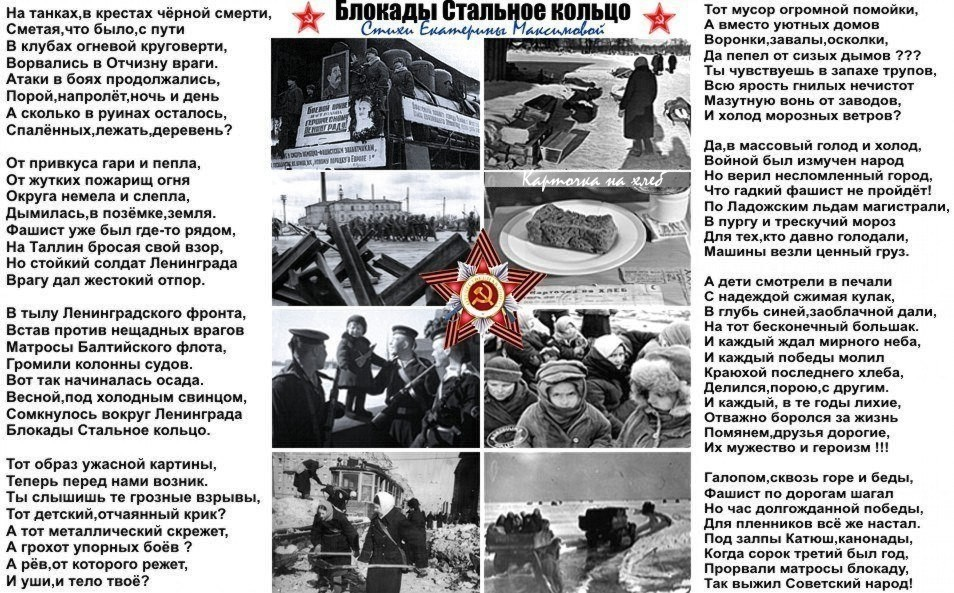 Блокады Стальное кольцо
Стихи Екатерины Максимовой
На танках,в крестах чёрной смерти,
Сметая,что было,с пути
В клубах огневой круговерти,
Ворвались в Отчизну враги.
Атаки в боях продолжались,
Порой,напролёт,ночь и день
А сколько в руинах осталось,
Спалённых,лежать,деревень?
От привкуса гари и пепла,
От жутких пожарищ огня
Округа немела и слепла,
Дымилась,в позёмке,земля.
Фашист уже был где-то рядом,
На Таллин бросая свой взор,
Но стойкий солдат Ленинграда
Врагу дал жестокий отпор.
В тылу Ленинградского фронта,
Встав против нещадных врагов
Матросы Балтийского флота,
Громили колонны судов.
Вот так начиналась осада.
Весной,под холодным свинцом,
Сомкнулось вокруг Ленинграда
Блокады Стальное кольцо.
Тот образ ужасной картины,
Теперь перед нами возник.
Ты слышишь те грозные взрывы,
Тот детский,отчаянный крик?
А тот металлический скрежет,
А грохот упорных боёв ?
А рёв,от которого режет,
И уши,и тело твоё?
Боевой привет
героическому
Ленинграду!
Карточка на хлеб
Тот мусор огромной помойки,
А вместо уютных домов
Воронки,завалы,осколки,
Да пепел от сизых дымов ???
Ты чувствуешь в запахе трупов,
Всю ярость гнилых нечистот
Мазутную вонь от заводов,
И холод морозных ветров?
Да,в массовый голод и холод,
Войной был измучен народ
Но верил несломленный город,
Что гадкий фашист не пройдёт!
По Ладожским льдам магистрали,
В пургу и трескучий мороз
Для тех,кто давно голодали,
Машины везли ценный груз.
А дети смотрели в печали
С надеждой сжимая кулак,
В глубь синей,заоблачной дали,
На тот бесконечный большак.
И каждый ждал мирного неба,
И каждый победы молил
Краюхой последнего хлеба,
Делился,порою,с другим.
И каждый, в те годы лихие,
Отважно боролся за жизнь
Помянем,друзья дорогие,
Их мужество и героизм !!!
Галопом,сквозь горе и беды,
Фашист по дорогам шагал
Но час долгожданной победы,
Для пленников всё же настал.
Под залпы Катюш,канонады,
Когда сорок третий был год,
Прорвали матросы блокаду,
Так выжил Советский народ!